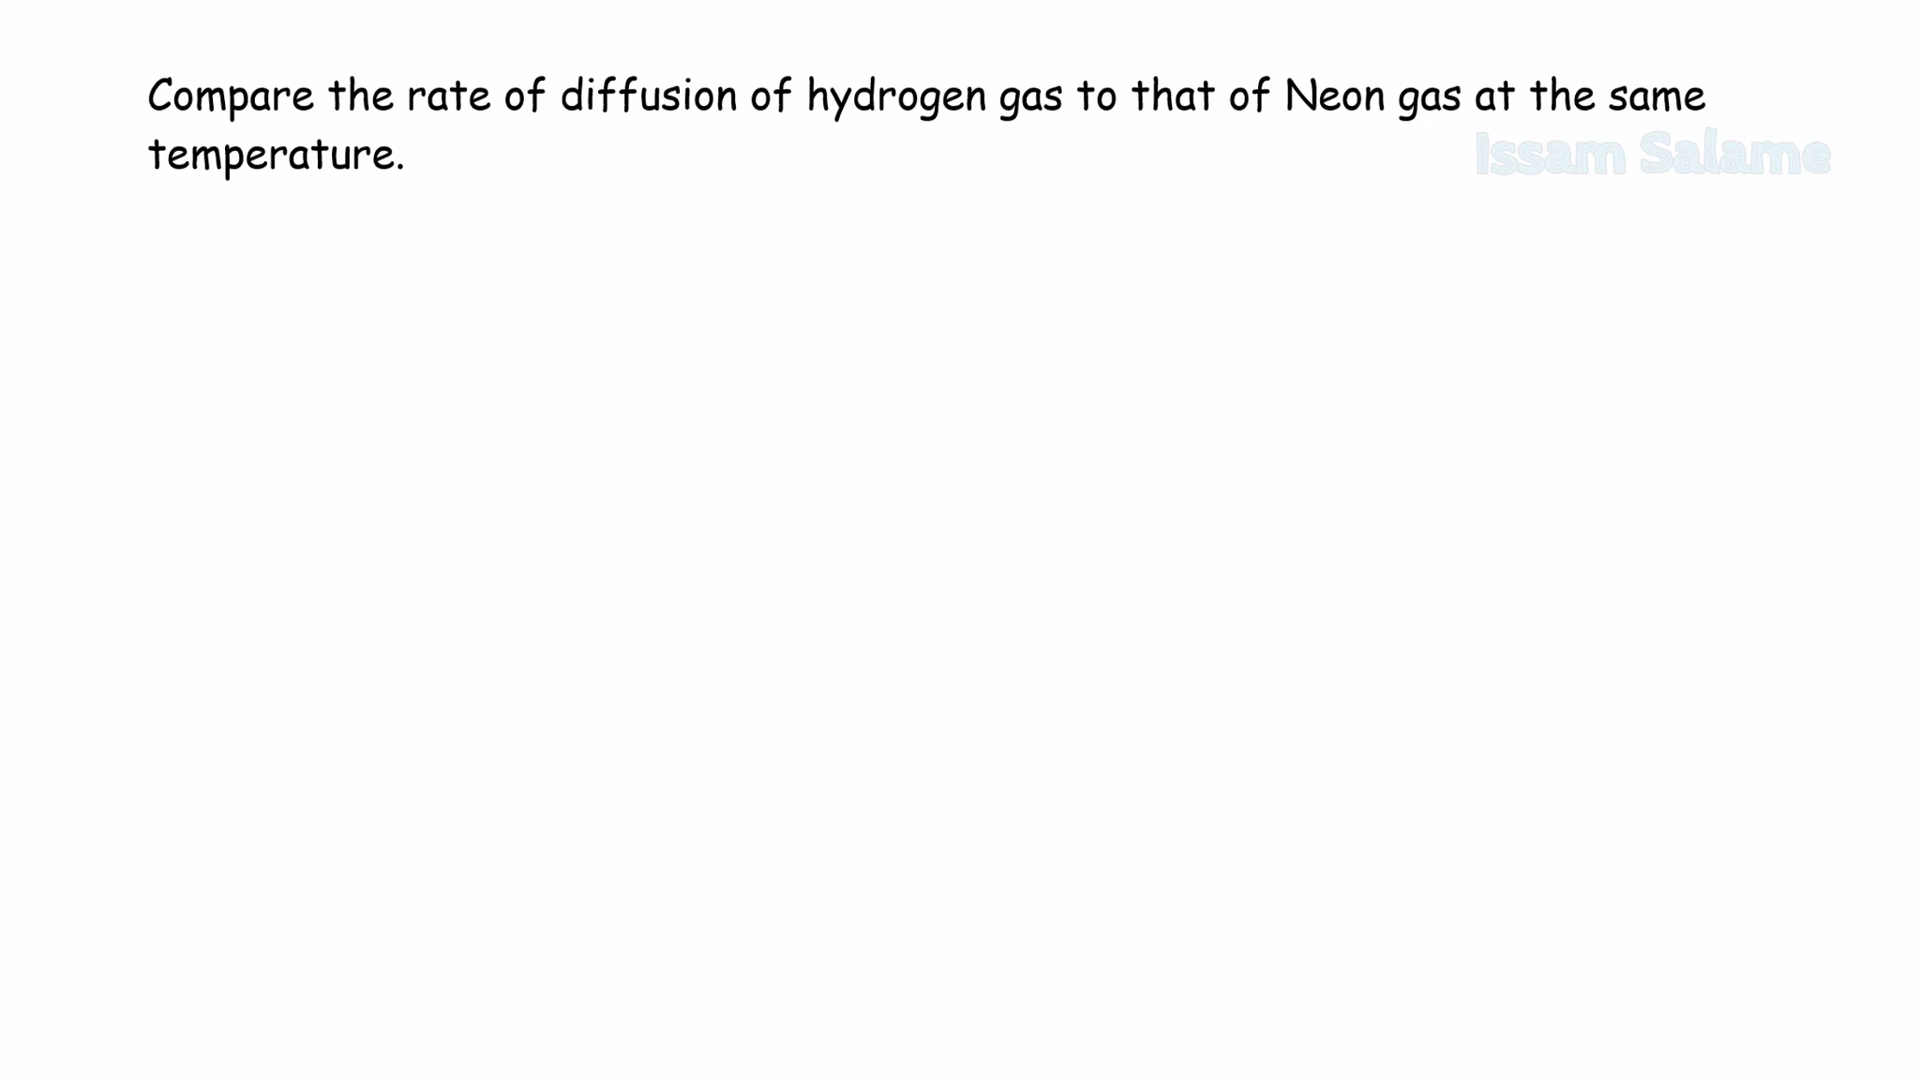 Compare the rate of diffusion of hydrogen gas to that of Neon gas at the same
temperature.
Issam Salame